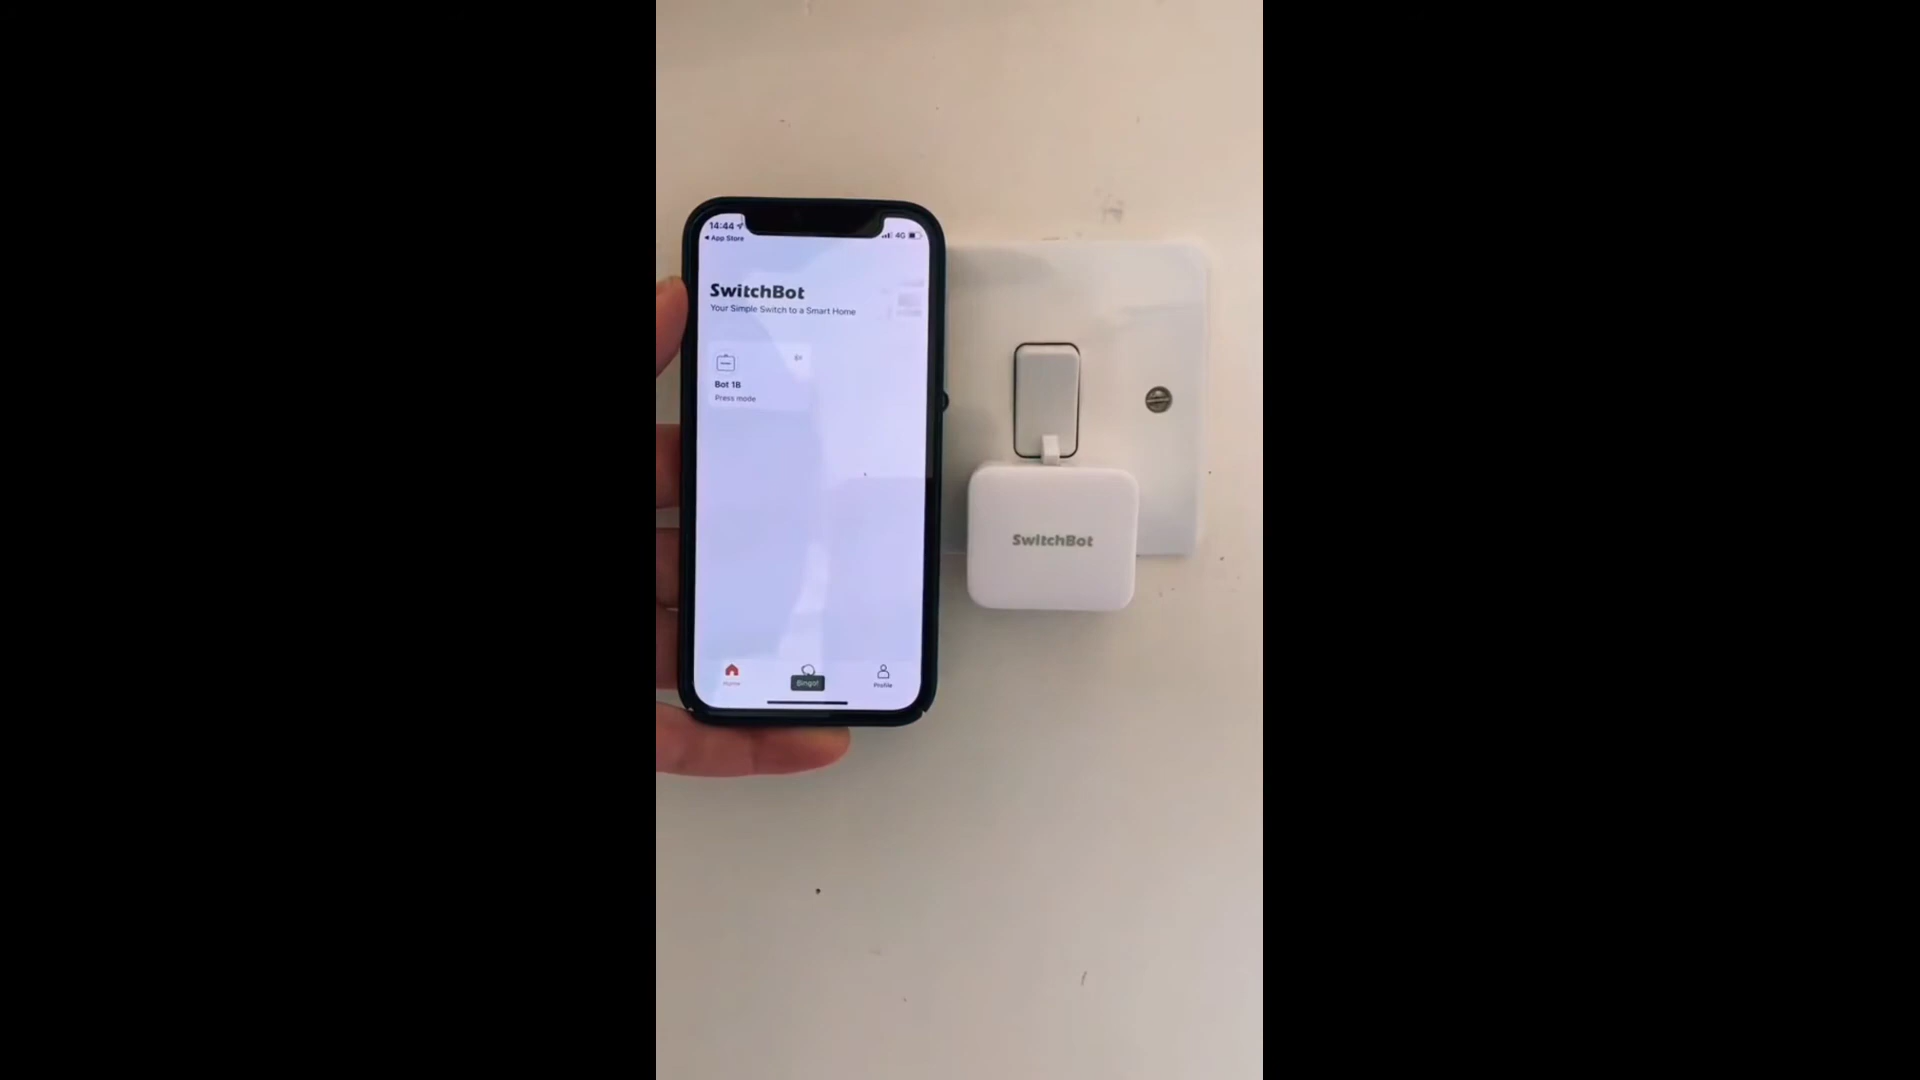 14:44
App Store
4G
SwitchBot
Your Simple Switch to a Smart Home
Bot 1B
Press mode
Home
Bingo!
Profile
SwitchBot